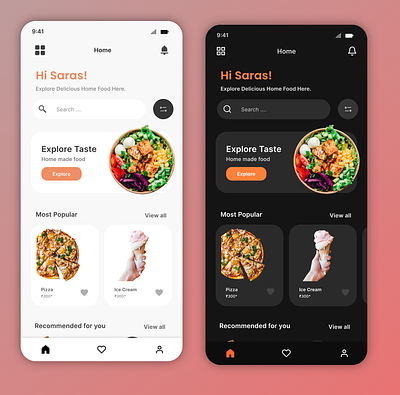 9:41
Home
Hi Saras!
Explore Delicious Home Food Here.
Search ....
Explore Taste
Home made food
Explore
Most Popular
View all
Pizza
₹300*
Ice Cream
₹300*
Recommended for you
View all
9:41
Home
Hi Saras!
Explore Delicious Home Food Here.
Search ....
Explore Taste
Home made food
Explore
Most Popular
View all
Pizza
₹300*
Ice Cream
₹300*
Recommended for you
View all